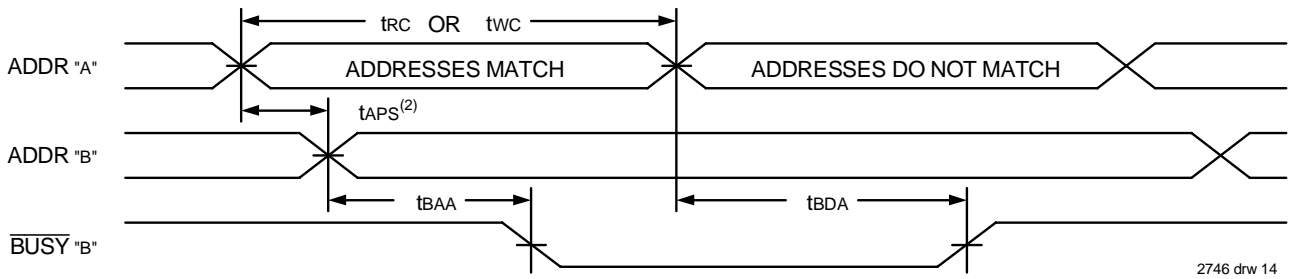 tRC OR tWC
ADDR "A"
ADDRESSES MATCH
ADDRESSES DO NOT MATCH
tAPS(2)
ADDR "B"
tBAA
tBDA
BUSY "B"
2746 drw 14